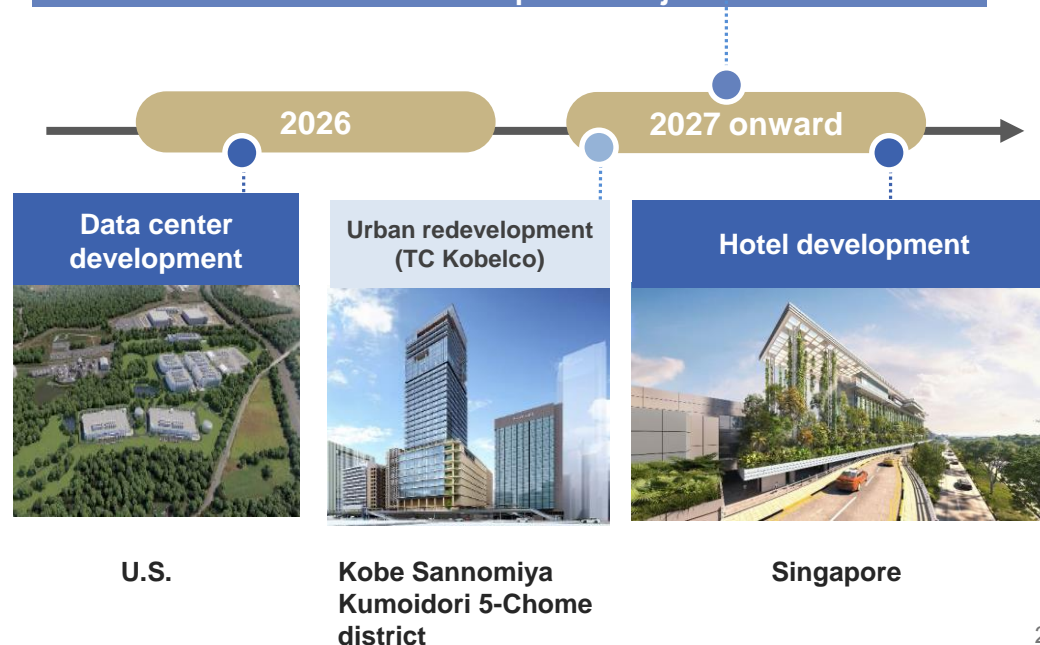 2026
2027 onward
Data center
development
Urban redevelopment
(TC Kobelco)
Hotel development
U.S.
Kobe Sannomiya
Kumoidori 5-Chome
district
Singapore